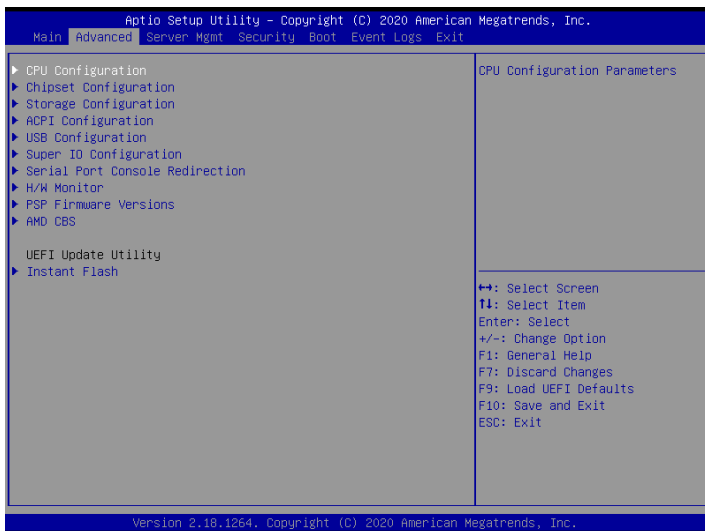 Aptio Setup Utility – Copyright (C) 2020 American Megatrends, Inc.
Main Advanced Server Mgmt Security Boot Event Logs Exit
▶ CPU Configuration
▶ Chipset Configuration
▶ Storage Configuration
▶ ACPI Configuration
▶ USB Configuration
▶ Super IO Configuration
▶ Serial Port Console Redirection
▶ H/W Monitor
▶ PSP Firmware Versions
▶ AMD CBS
UEFI Update Utility
▶ Instant Flash
CPU Configuration Parameters
↔: Select Screen
↑↓: Select Item
Enter: Select
+/-: Change Option
F1: General Help
F7: Discard Changes
F9: Load UEFI Defaults
F10: Save and Exit
ESC: Exit
Version 2.18.1264. Copyright (C) 2020 American Megatrends, Inc.